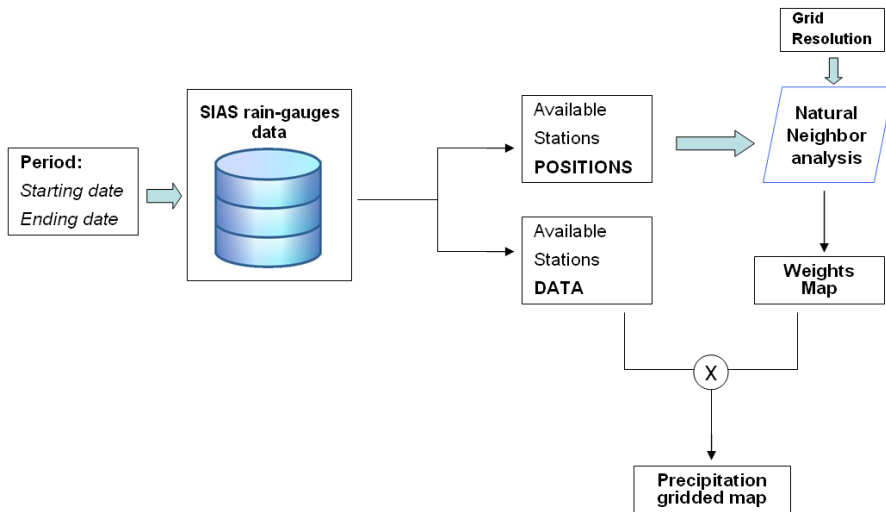 Period:
Starting date
Ending date
SIAS rain-gauges
data
Available
Stations
POSITIONS
Available
Stations
DATA
Grid
Resolution
Natural
Neighbor
analysis
Weights
Map
X
Precipitation
gridded map